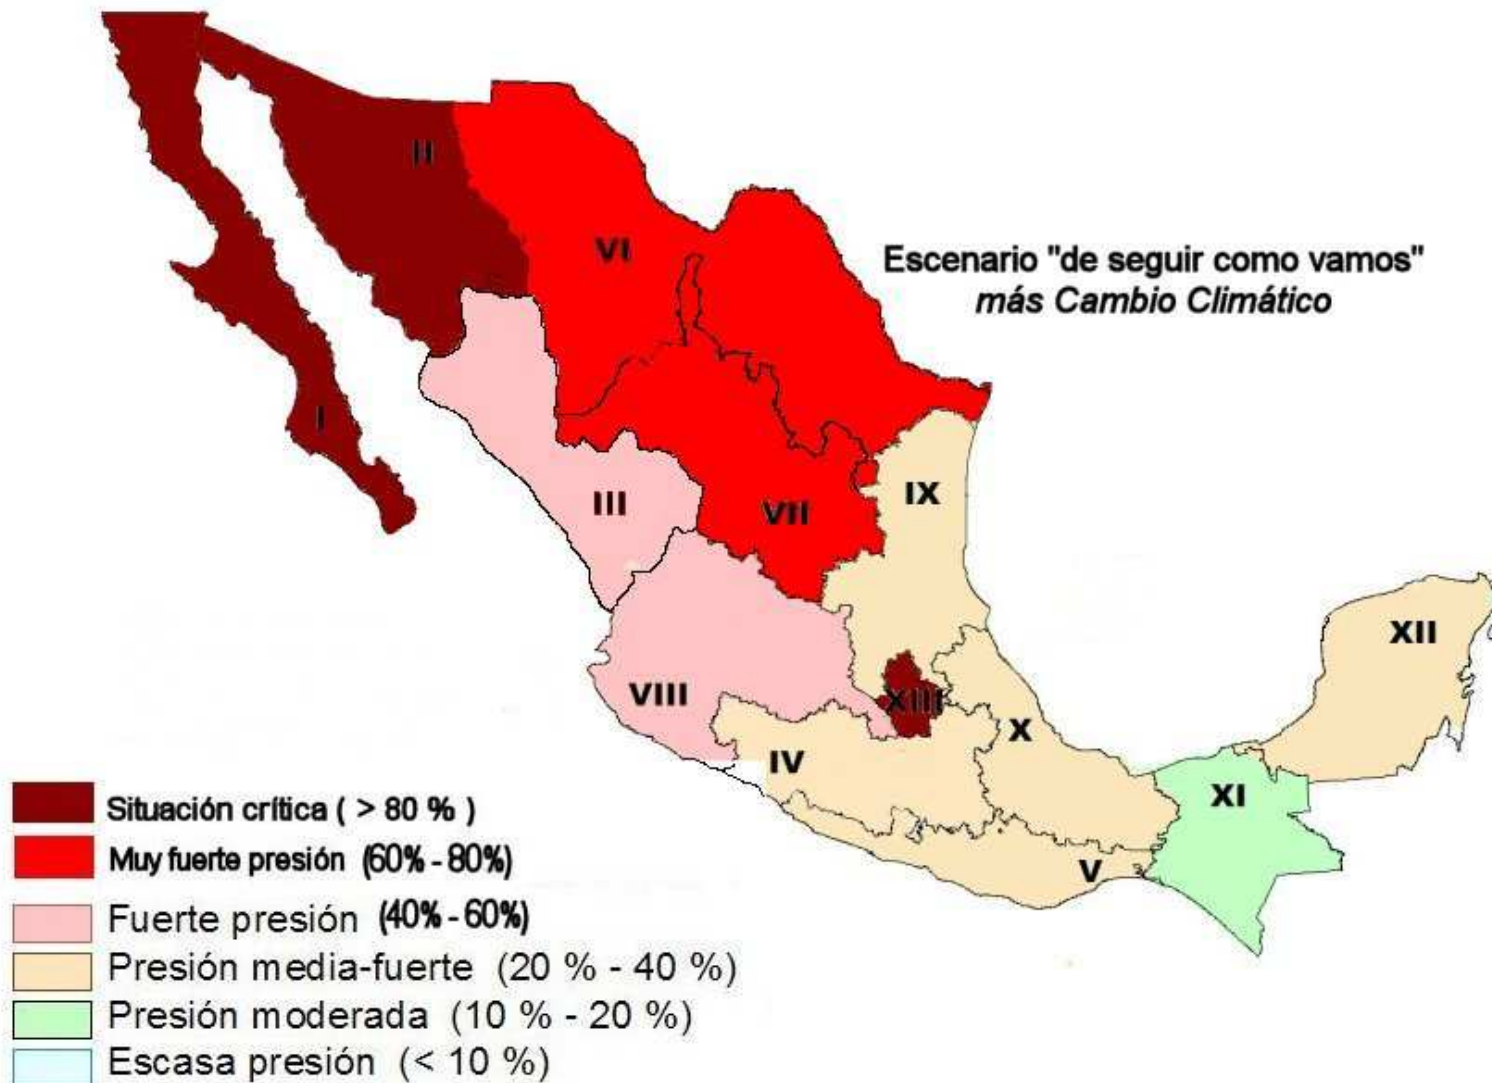 II
VI
Escenario "de seguir como vamos"
más Cambio Climático
I
III
VII
IX
XII
VIII
XIII
X
IV
XI
V
Situación crítica ( > 80 % )
Muy fuerte presión (60% - 80%)
Fuerte presión (40% - 60%)
Presión media-fuerte (20 % - 40 %)
Presión moderada (10 % - 20 %)
Escasa presión (< 10 %)